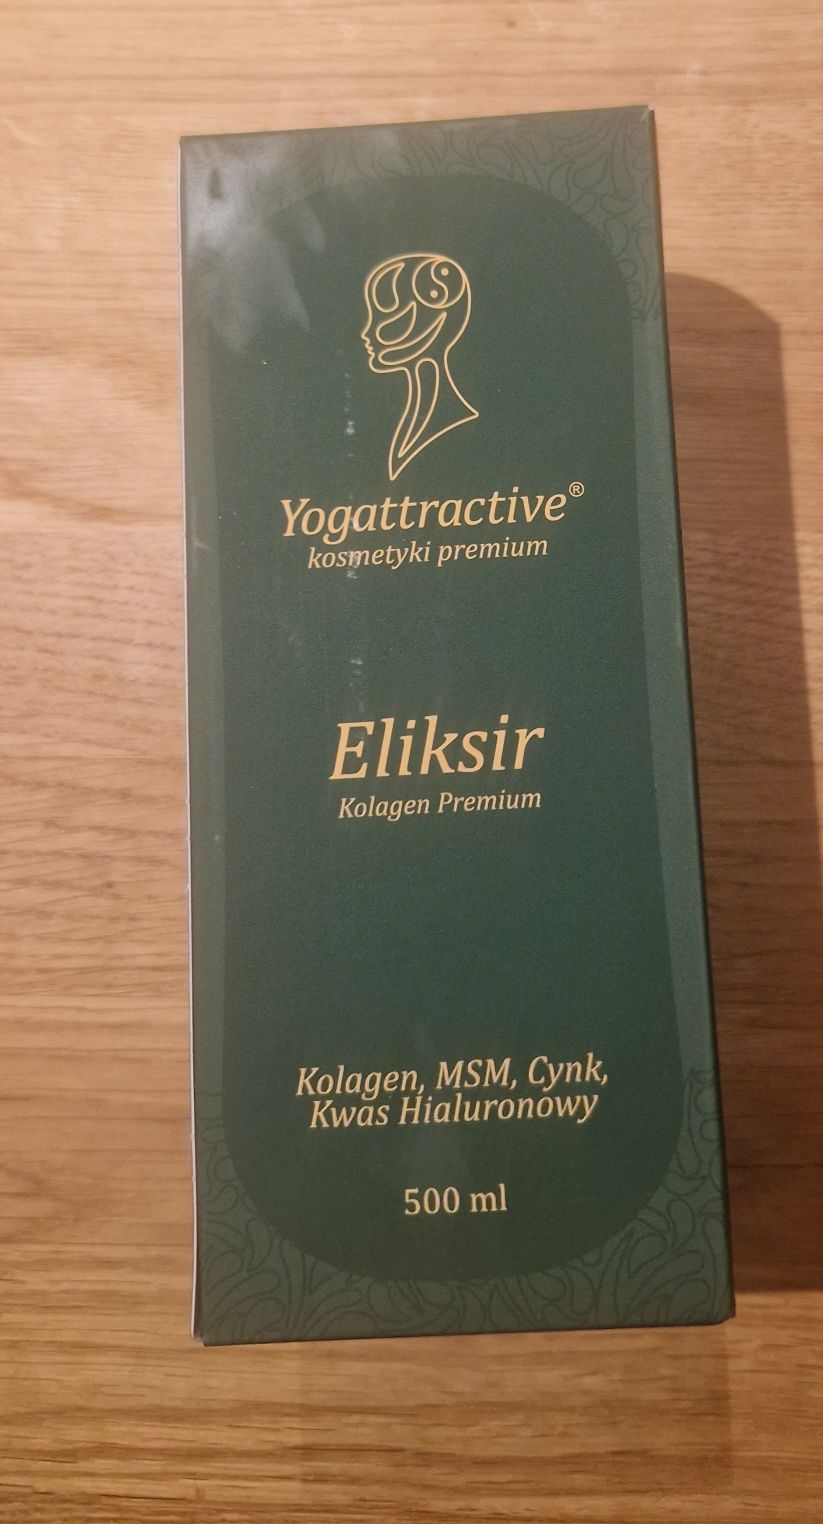 Yogattractive®
kosmetyki premium
Eliksir
Kolagen Premium
Kolagen, MSM, Cynk,
Kwas Hialuronowy
500 ml